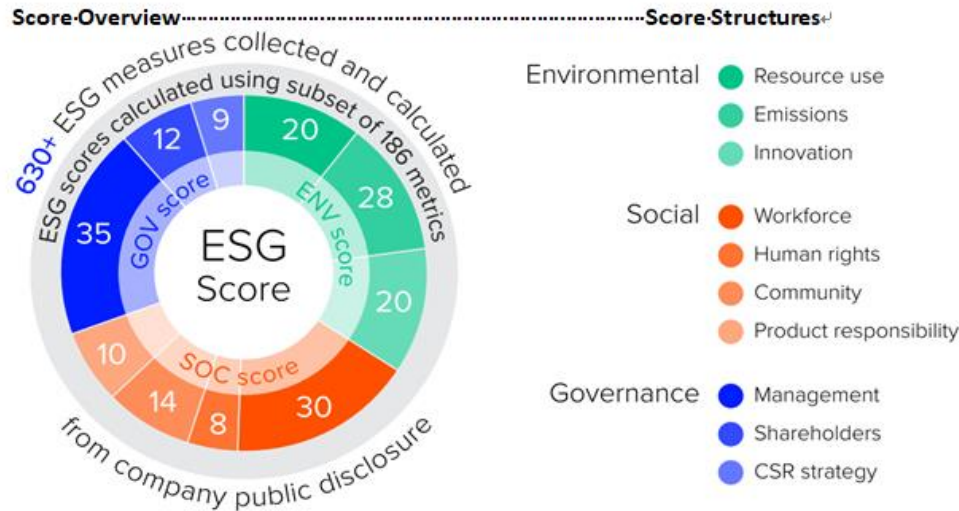 Score·Overview Score·Structures↵
630+ ESG measures collected and calculated
from company public disclosure
ESG scores calculated using subset of 186 metrics
ESG
Score
ENV score
20
28
20
SOC score
30
8
14
10
GOV score
35
12
9
Environmental
Resource use
Emissions
Innovation
Social
Workforce
Human rights
Community
Product responsibility
Governance
Management
Shareholders
CSR strategy